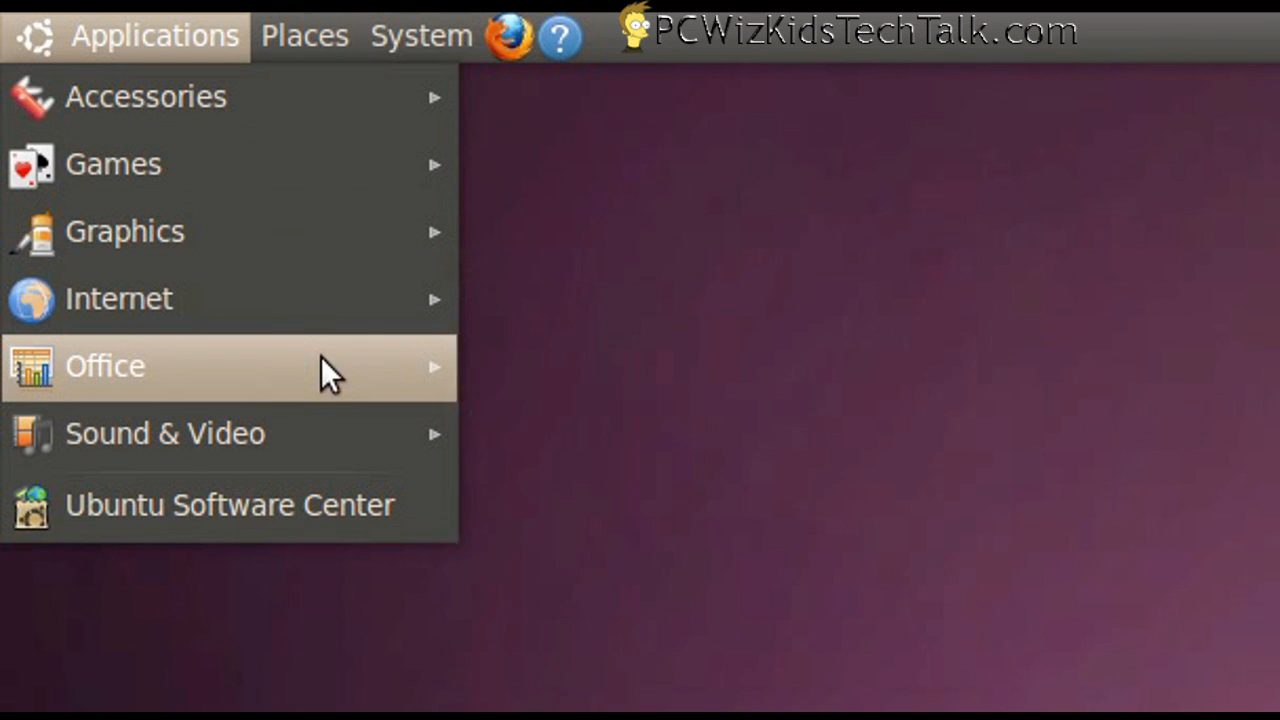 Applications Places System ? PCWizKidsTechTalk.com
Accessories
Games
Graphics
Internet
Office
Sound & Video
Ubuntu Software Center